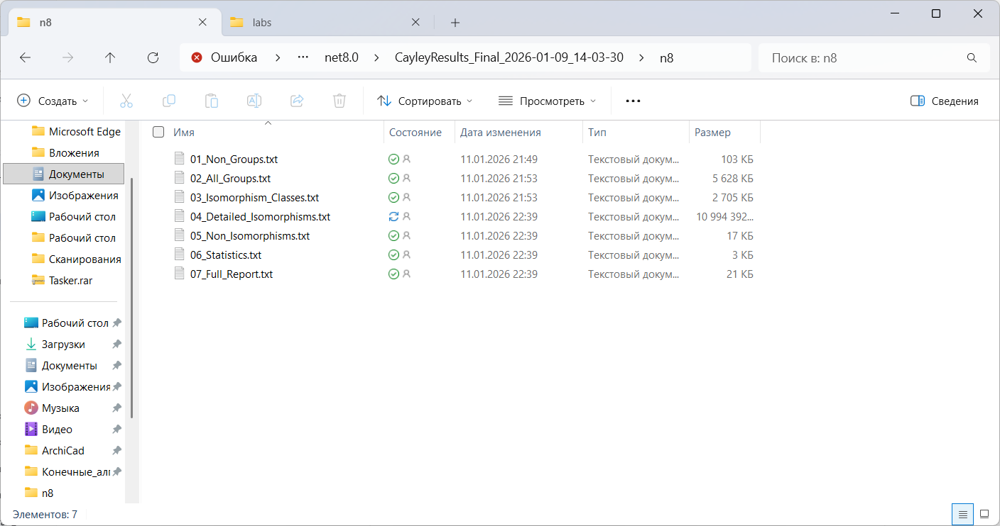 n8
labs
Ошибка
net8.0
CayleyResults_Final_2026-01-09_14-03-30
n8
Поиск в: n8
Создать
Сортировать
Просмотреть
Сведения
Microsoft Edge
Вложения
Документы
Изображения
Рабочий стол
Рабочий стол
Сканирования
Tasker.rar
Рабочий стол
Загрузки
Документы
Изображения
Музыка
Видео
ArchiCad
Конечные_алг
n8
Имя Состояние Дата изменения Тип Размер
01_Non_Groups.txt 11.01.2026 21:49 Текстовый докум... 103 КБ
02_All_Groups.txt 11.01.2026 21:53 Текстовый докум... 5 628 КБ
03_Isomorphism_Classes.txt 11.01.2026 21:53 Текстовый докум... 2 705 КБ
04_Detailed_Isomorphisms.txt 11.01.2026 22:39 Текстовый докум... 10 994 392...
05_Non_Isomorphisms.txt 11.01.2026 22:39 Текстовый докум... 17 КБ
06_Statistics.txt 11.01.2026 22:39 Текстовый докум... 3 КБ
07_Full_Report.txt 11.01.2026 22:39 Текстовый докум... 21 КБ
Элементов: 7